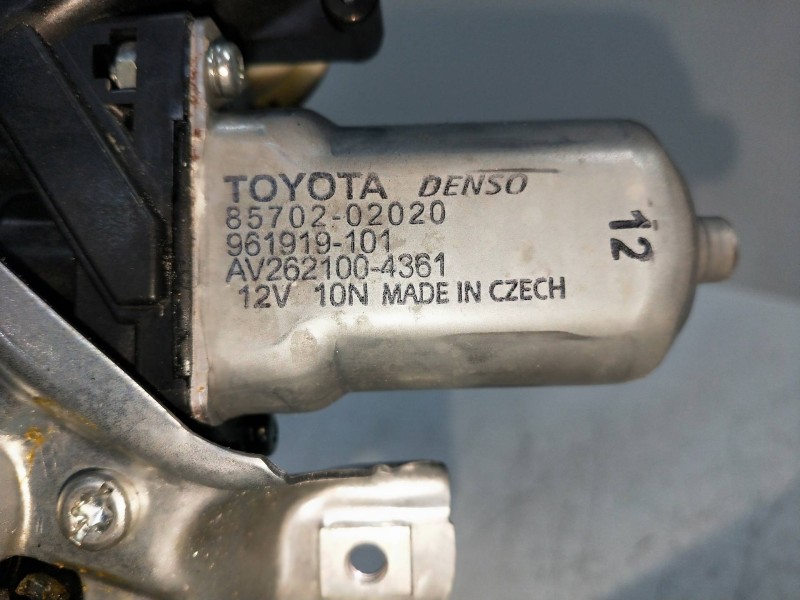 TOYOTA DENSO
85702-02020
961919-101
AV262100-4361
12V 10N MADE IN CZECH
12